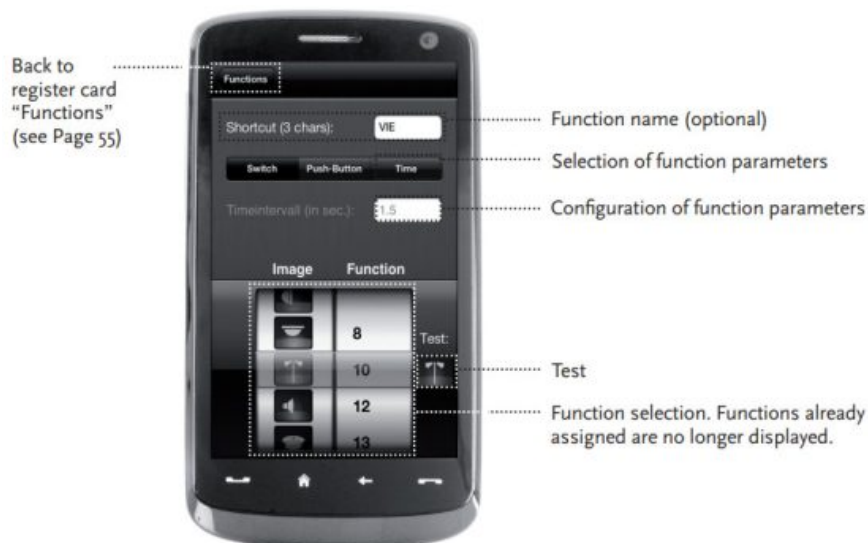 Back to
register card
“Functions”
(see Page 55)
Functions
Shortcut (3 chars):
VIE
Function name (optional)
Switch
Push-Button
Time
Selection of function parameters
Timeintervall (in sec.):
1.5
Configuration of function parameters
Image
Function
8
Test:
10
Test
12
Function selection. Functions already
assigned are no longer displayed.
13